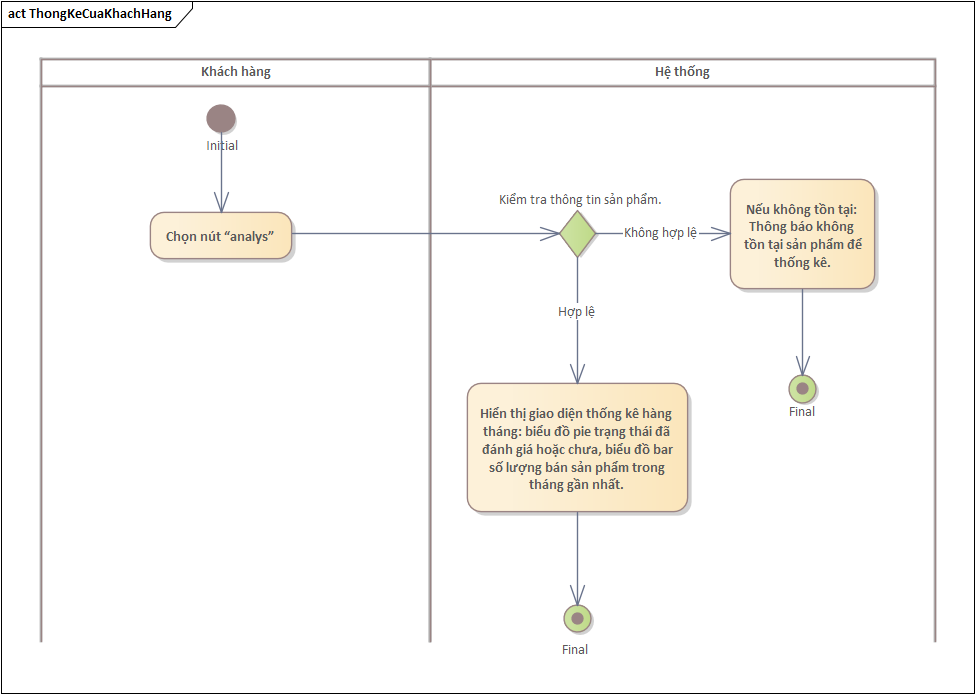 act ThongKeCuaKhachHang
Khách hàng
Hệ thống
Initial
Chọn nút “analys”
Kiểm tra thông tin sản phẩm.
Không hợp lệ
Nếu không tồn tại:
Thông báo không
tồn tại sản phẩm để
thống kê.
Hợp lệ
Final
Hiển thị giao diện thống kê hàng
tháng: biểu đồ pie trạng thái đã
đánh giá hoặc chưa, biểu đồ bar
số lượng bán sản phẩm trong
tháng gần nhất.
Final